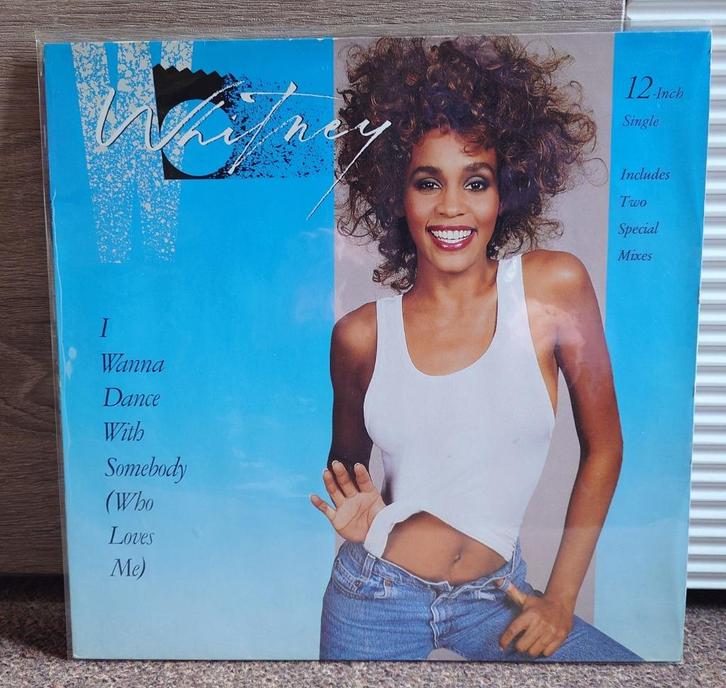 Whitney
12-Inch
Single
Includes
Two
Special
Mixes
I
Wanna
Dance
With
Somebody
(Who
Loves
Me)